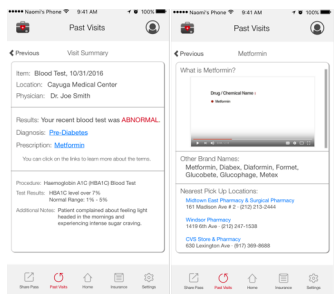 Naomi's Phone 9:41 AM 100%
Past Visits
Previous Visit Summary
Item: Blood Test, 10/31/2016
Location: Cayuga Medical Center
Physician: Dr. Joe Smith
Results: Your recent blood test was ABNORMAL.
Diagnosis: Pre-Diabetes
Prescription: Metformin
You can click on the links to learn more about the terms.
Procedure: Haemoglobin A1C (HBA1C) Blood Test
Test Results: HBA1C level over 7%
Normal Range: 1% - 5%
Additional Notes: Patient complained about feeling light
headed in the mornings and
experiencing intense sugar craving.
Share Pass Past Visits Home Insurance Settings
Naomi's Phone 9:41 AM 100%
Past Visits
Previous Metformin
What is Metformin?
Drug / Chemical Name :
Metformin
Other Brand Names:
Metformin, Diabex, Diaformin, Formet,
Glucobete, Glucophage, Metex
Nearest Pick Up Locations:
Midtown East Pharmacy & Surgical Pharmacy
161 Madison Ave # 2 · (212) 213-2444
Windsor Pharmacy
1419 6th Ave · (212) 247-1538
CVS Store & Pharmacy
630 Lexington Ave · (917) 369-8688
Share Pass Past Visits Home Insurance Settings